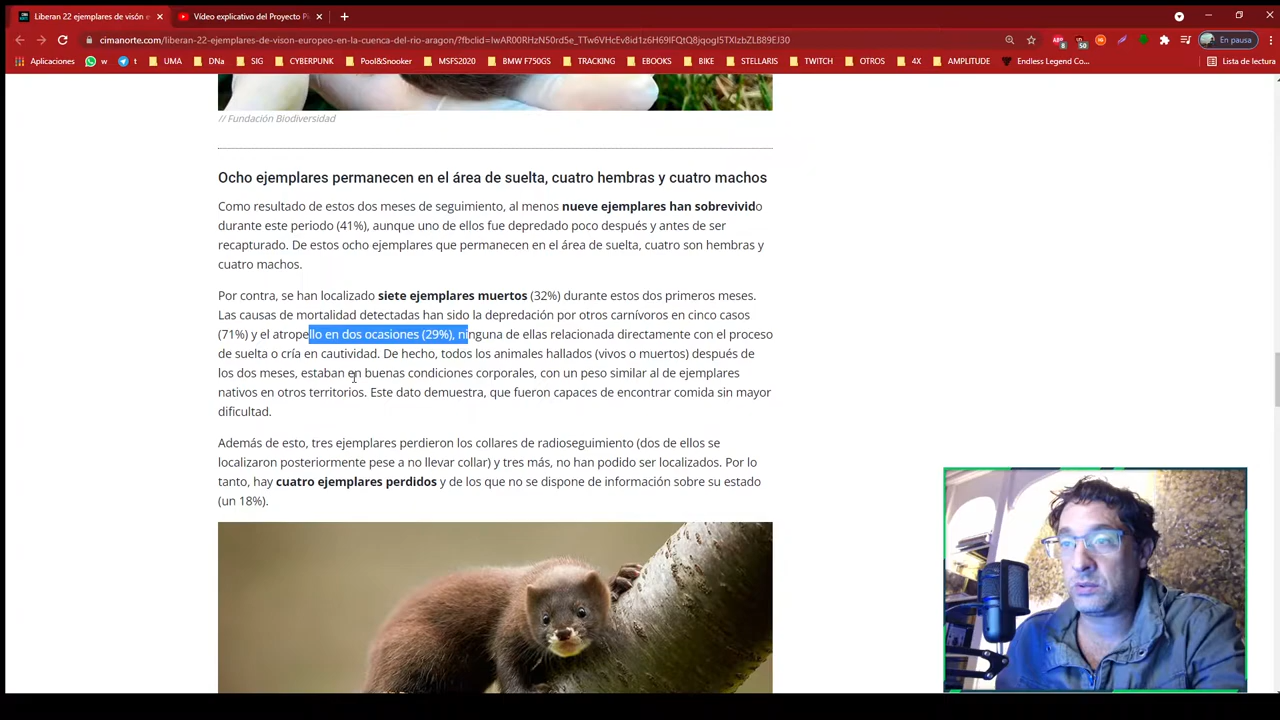 Liberan 22 ejemplares de visón e
Vídeo explicativo del Proyecto P
cimanorte.com/liberan-22-ejemplares-de-vison-europeo-en-la-cuenca-del-rio-aragon/?fbclid=
En pausa
Aplicaciones w t UMA DNa SIG CYBERPUNK Pool&Snooker MSFS2020 BMW F750GS TRACKING EBOOKS BIKE STELLARIS TWITCH OTROS 4X AMPLITUDE Endless Legend Co... Lista de lectura
// Fundación Biodiversidad
Ocho ejemplares permanecen en el área de suelta, cuatro hembras y cuatro machos
Como resultado de estos dos meses de seguimiento, al menos nueve ejemplares han sobrevivido
durante este periodo (41%), aunque uno de ellos fue depredado poco después y antes de ser
recapturado. De estos ocho ejemplares que permanecen en el área de suelta, cuatro son hembras y
cuatro machos.
Por contra, se han localizado siete ejemplares muertos (32%) durante estos dos primeros meses.
Las causas de mortalidad detectadas han sido la depredación por otros carnívoros en cinco casos
(71%) y el atropello en dos ocasiones (29%), ninguna de ellas relacionada directamente con el proceso
de suelta o cría en cautividad. De hecho, todos los animales hallados (vivos o muertos) después de
los dos meses, estaban en buenas condiciones corporales, con un peso similar al de ejemplares
nativos en otros territorios. Este dato demuestra, que fueron capaces de encontrar comida sin mayor
dificultad.
Además de esto, tres ejemplares perdieron los collares de radioseguimiento (dos de ellos se
localizaron posteriormente pese a no llevar collar) y tres más, no han podido ser localizados. Por lo
tanto, hay cuatro ejemplares perdidos y de los que no se dispone de información sobre su estado
(un 18%).